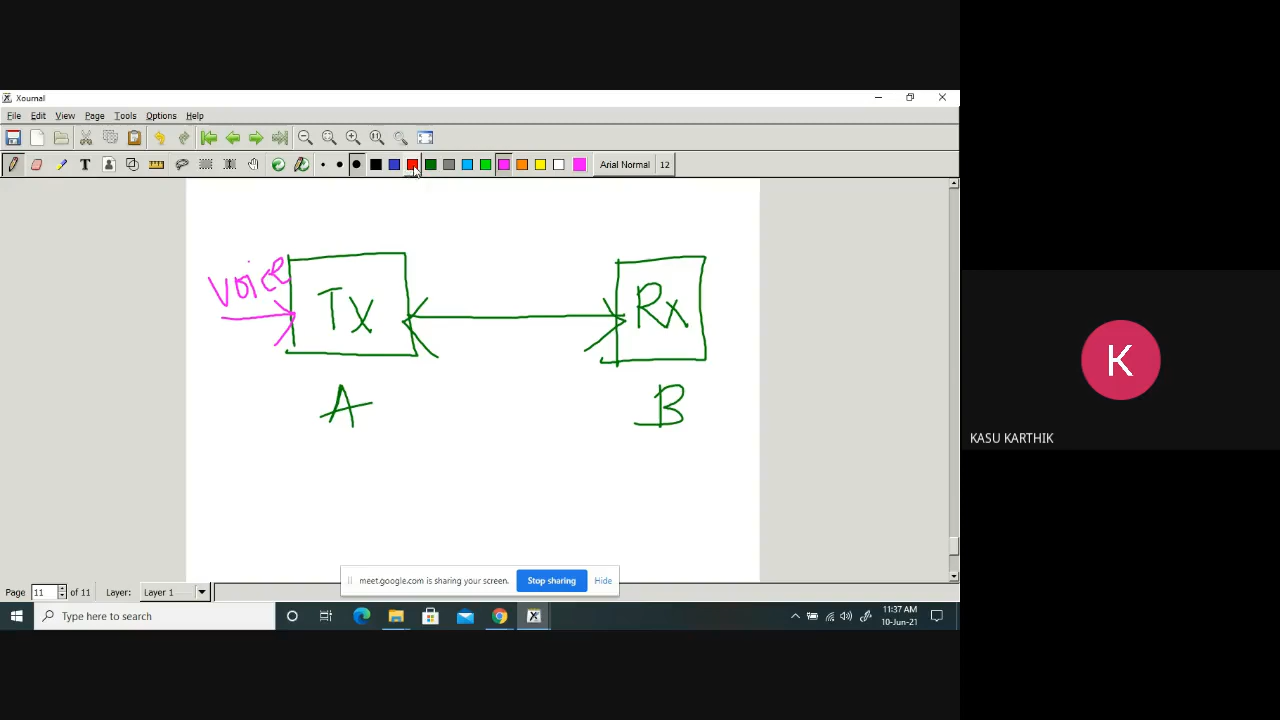 Xournal
File Edit View Page Tools Options Help
T Arial Normal 12
voice Tx Rx
A B
meet.google.com is sharing your screen. Stop sharing Hide
Page 11 of 11 Layer: Layer 1
Type here to search
11:37 AM
10-Jun-21
K
KASU KARTHIK